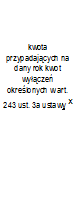 kwota
przypadających na
dany rok kwot
wyłączeń
określonych w art.
243 ust. 3a ustawy x